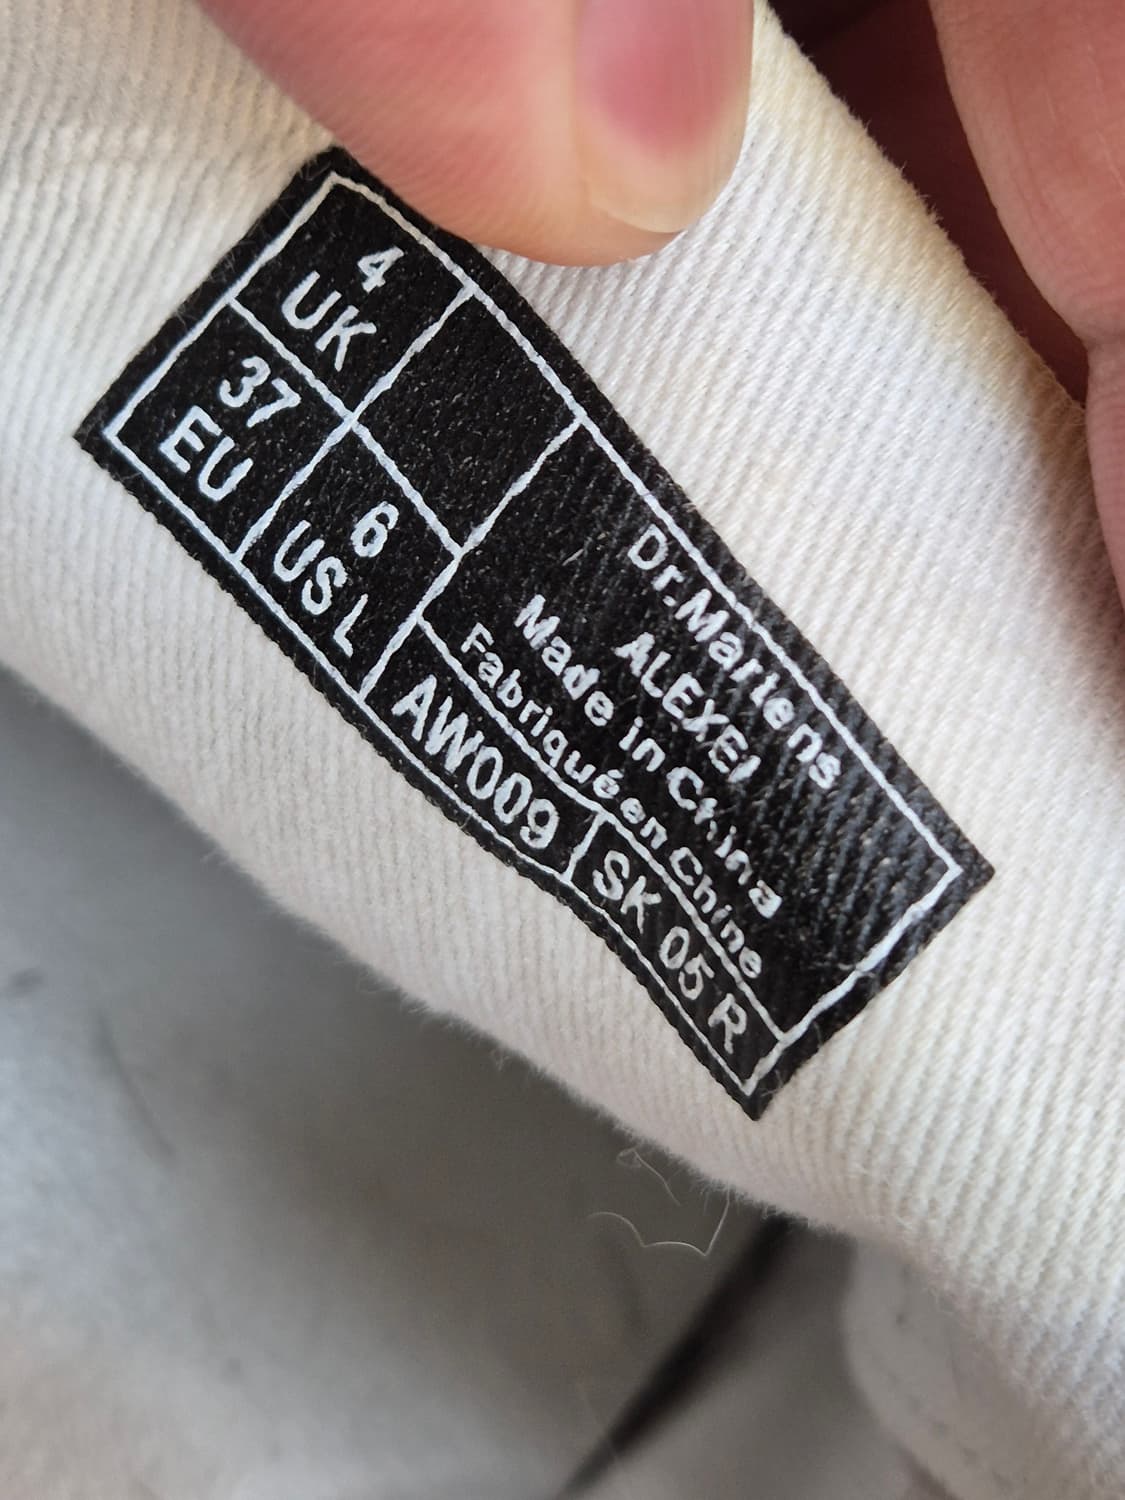 4
UK
37
EU
6
US L
Dr.Martens
ALEXEI
Made in China
Fabriqué en Chine
AW009
SK 05 R